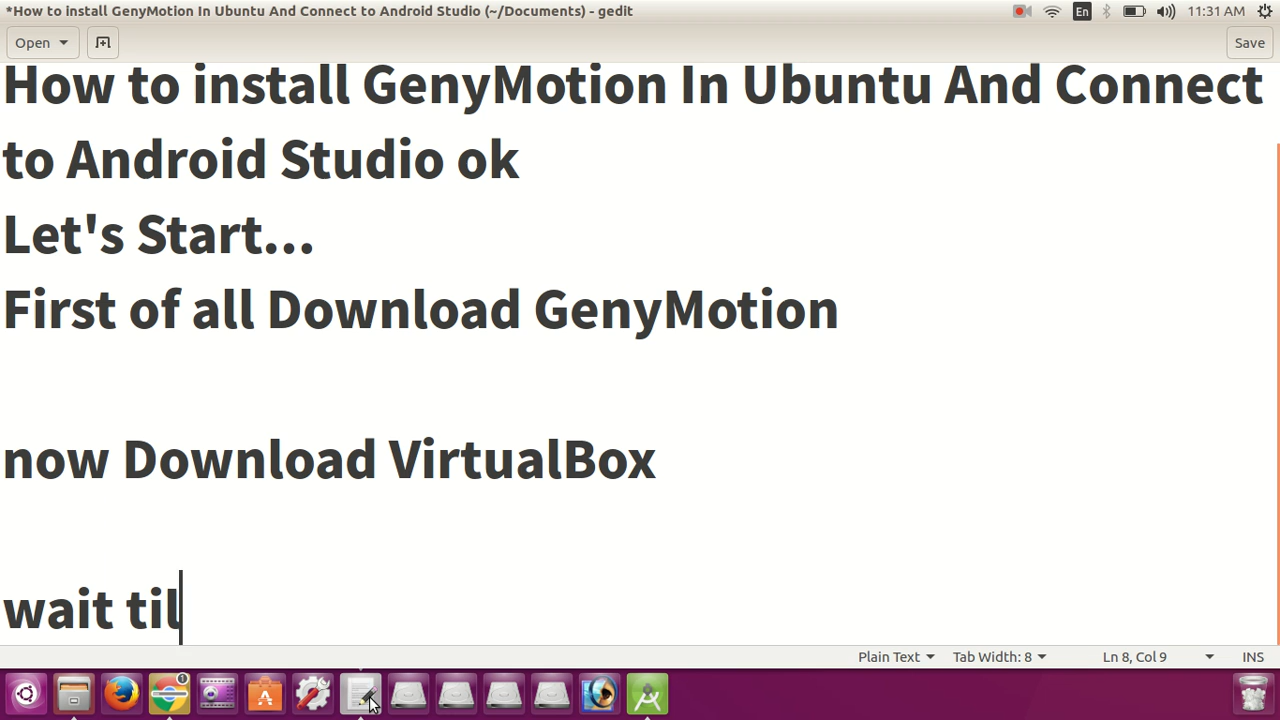 *How to install GenyMotion In Ubuntu And Connect to Android Studio (~/Documents) - gedit
En
11:31 AM
Open
Save
How to install GenyMotion In Ubuntu And Connect
to Android Studio ok
Let's Start...
First of all Download GenyMotion
now Download VirtualBox
wait til
Plain Text
Tab Width: 8
Ln 8, Col 9
INS
1